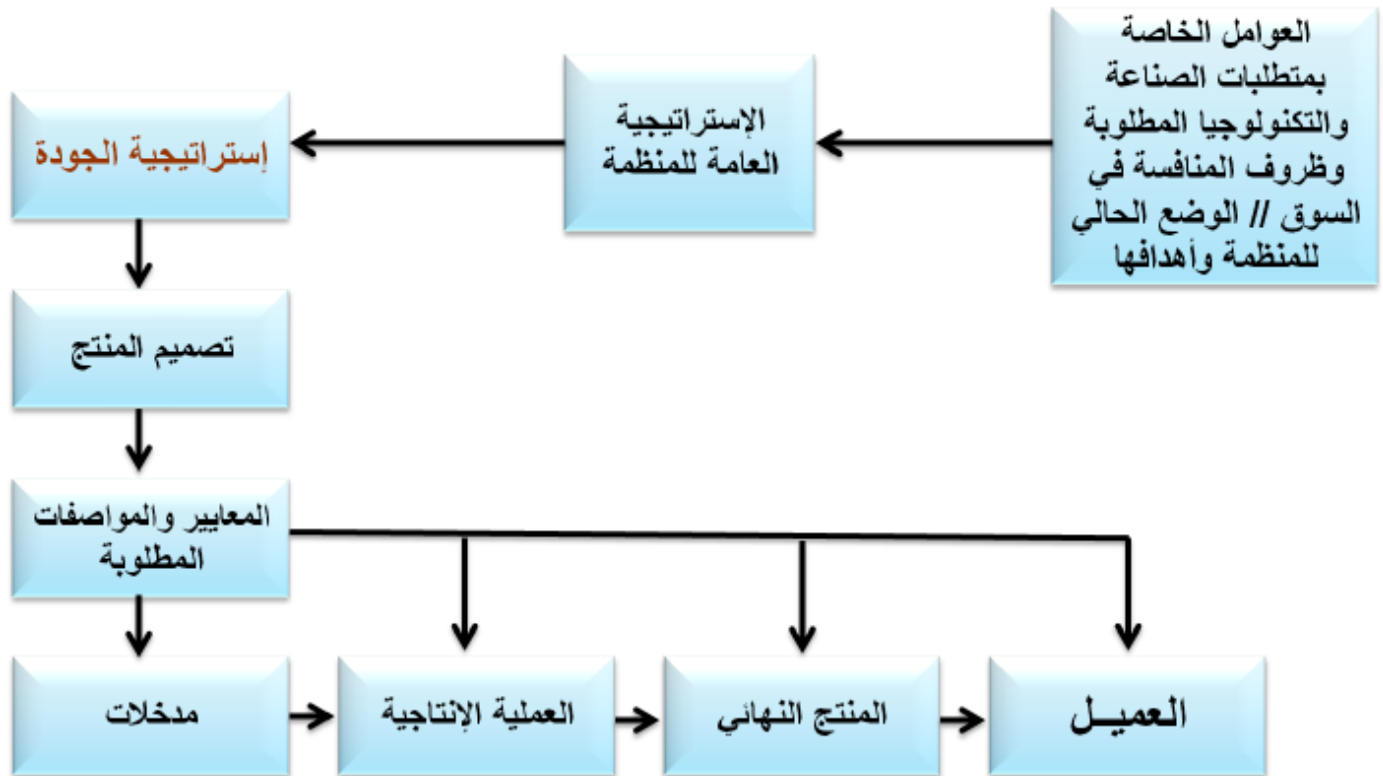 العوامل الخاصة
بمتطلبات الصناعة
والتكنولوجيا المطلوبة
وظروف المنافسة في
السوق // الوضع الحالي
للمنظمة وأهدافها
الإستراتيجية
العامة للمنظمة
إستراتيجية الجودة
تصميم المنتج
المعايير والمواصفات
المطلوبة
مدخلات
العملية الإنتاجية
المنتج النهائي
العميــل